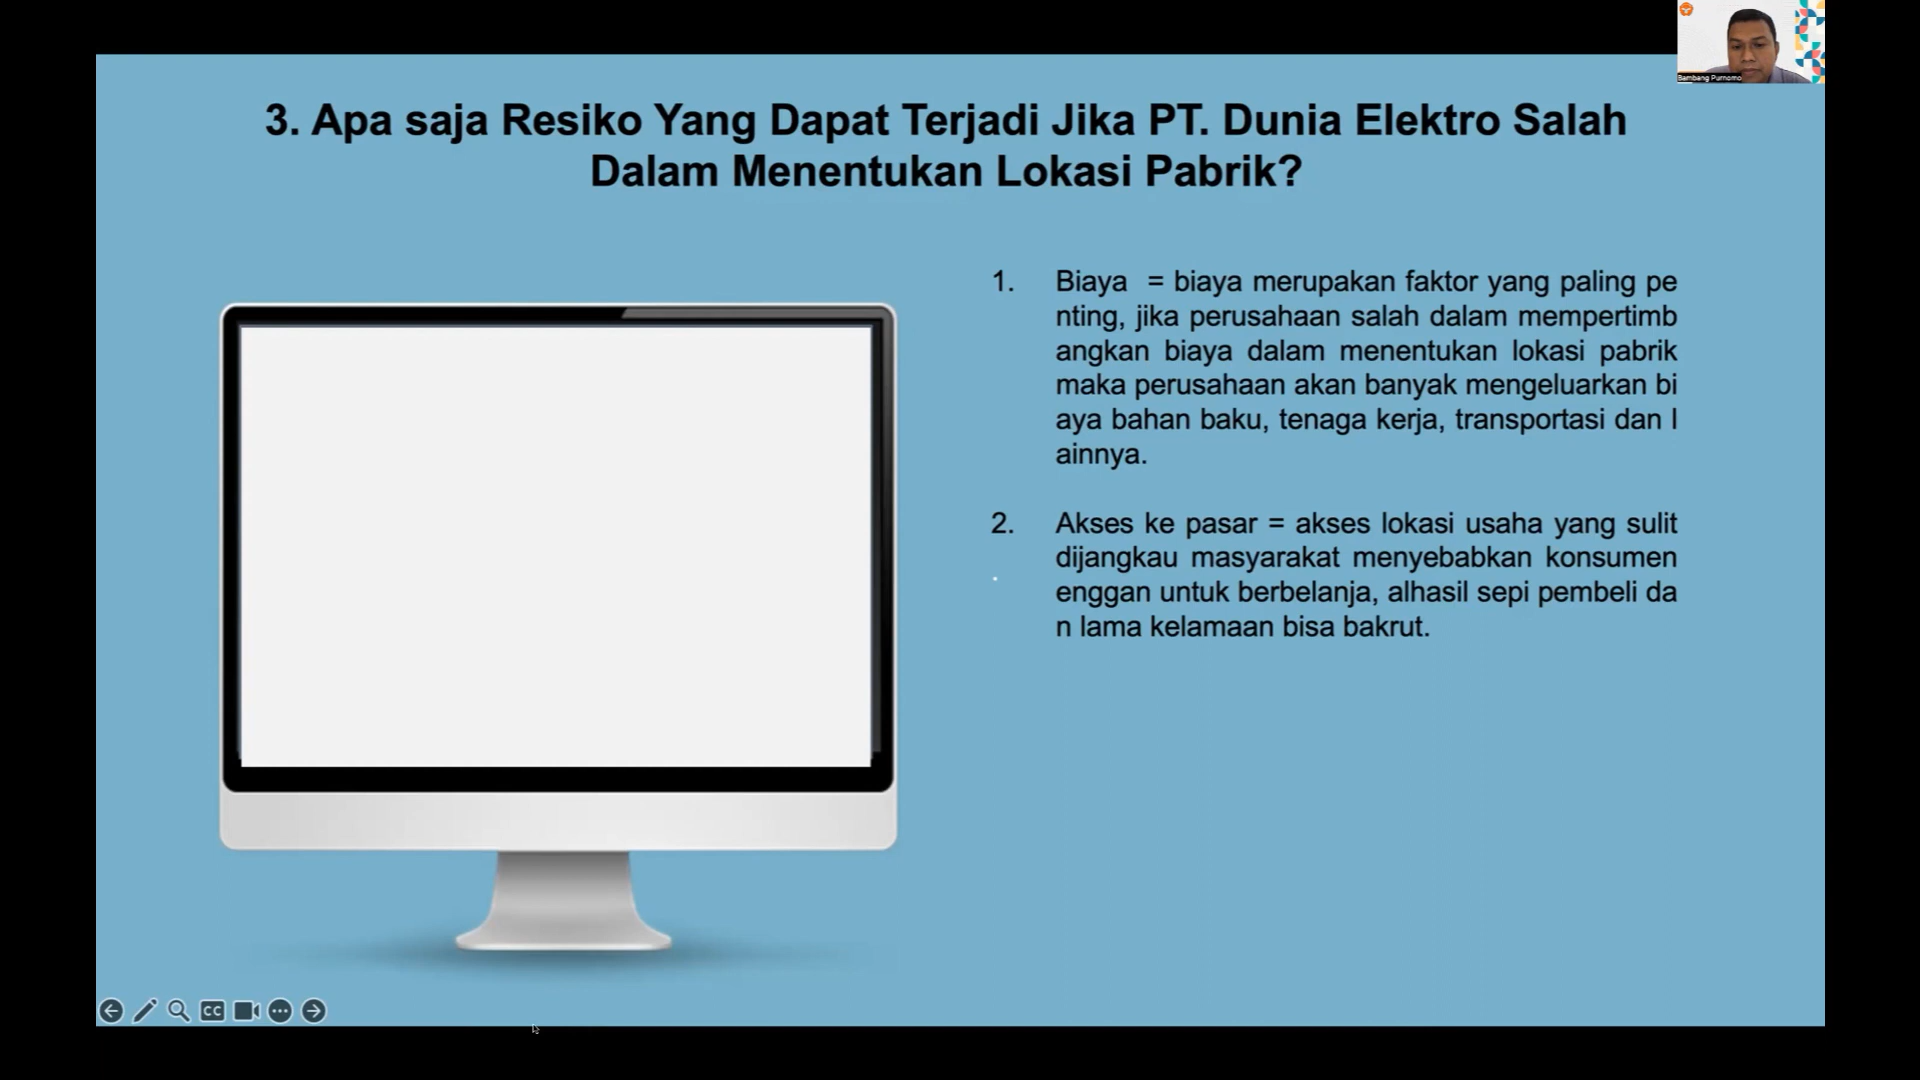 Bambang Purnomo
3. Apa saja Resiko Yang Dapat Terjadi Jika PT. Dunia Elektro Salah
Dalam Menentukan Lokasi Pabrik?
1. Biaya = biaya merupakan faktor yang paling pe
nting, jika perusahaan salah dalam mempertimb
angkan biaya dalam menentukan lokasi pabrik
maka perusahaan akan banyak mengeluarkan bi
aya bahan baku, tenaga kerja, transportasi dan l
ainnya.
2. Akses ke pasar = akses lokasi usaha yang sulit
dijangkau masyarakat menyebabkan konsumen
enggan untuk berbelanja, alhasil sepi pembeli da
n lama kelamaan bisa bakrut.
CC